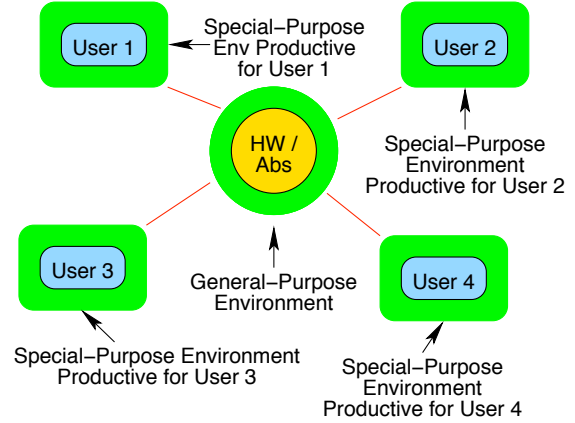 User 1
Special−Purpose
Env Productive
for User 1
User 2
Special−Purpose
Environment
Productive for User 2
HW /
Abs
General−Purpose
Environment
User 3
Special−Purpose Environment
Productive for User 3
User 4
Special−Purpose
Environment
Productive for User 4